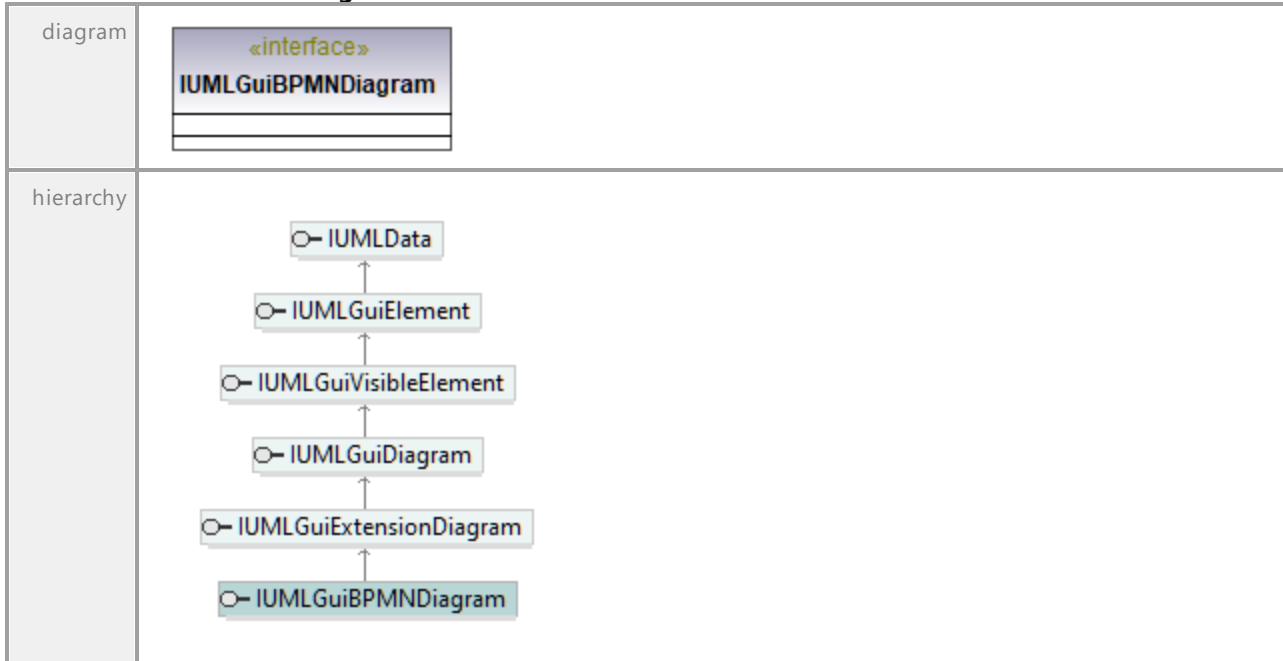 diagram
«interface»
IUMLGuiBPMNDiagram
hierarchy
IUMLData
IUMLGuiElement
IUMLGuiVisibleElement
IUMLGuiDiagram
IUMLGuiExtensionDiagram
IUMLGuiBPMNDiagram